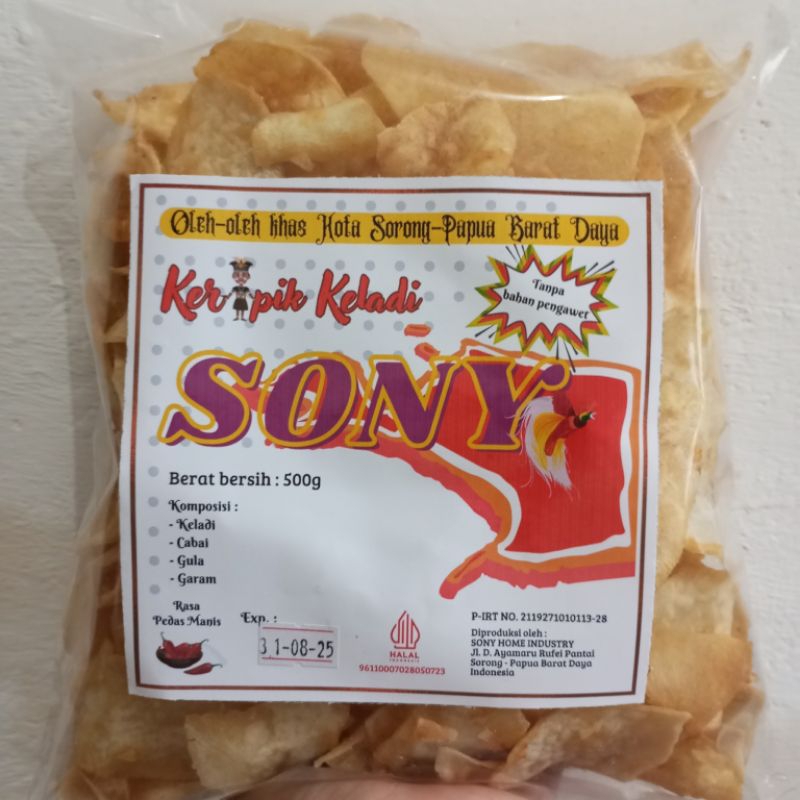 Oleh-oleh khas Kota Sorong-Papua Barat Daya
Keripik Keladi
Tanpa
bahan pengawet
SONY
Berat bersih : 500g
Komposisi :
- Keladi
- Cabai
- Gula
- Garam
Rasa
Pedas Manis
Exp. :
31-08-25
HALAL
INDONESIA
96110007028050723
P-IRT NO. 2119271010113-28
Diproduksi oleh :
SONY HOME INDUSTRY
Jl. D. Ayamaru Rufei Pantai
Sorong - Papua Barat Daya
Indonesia